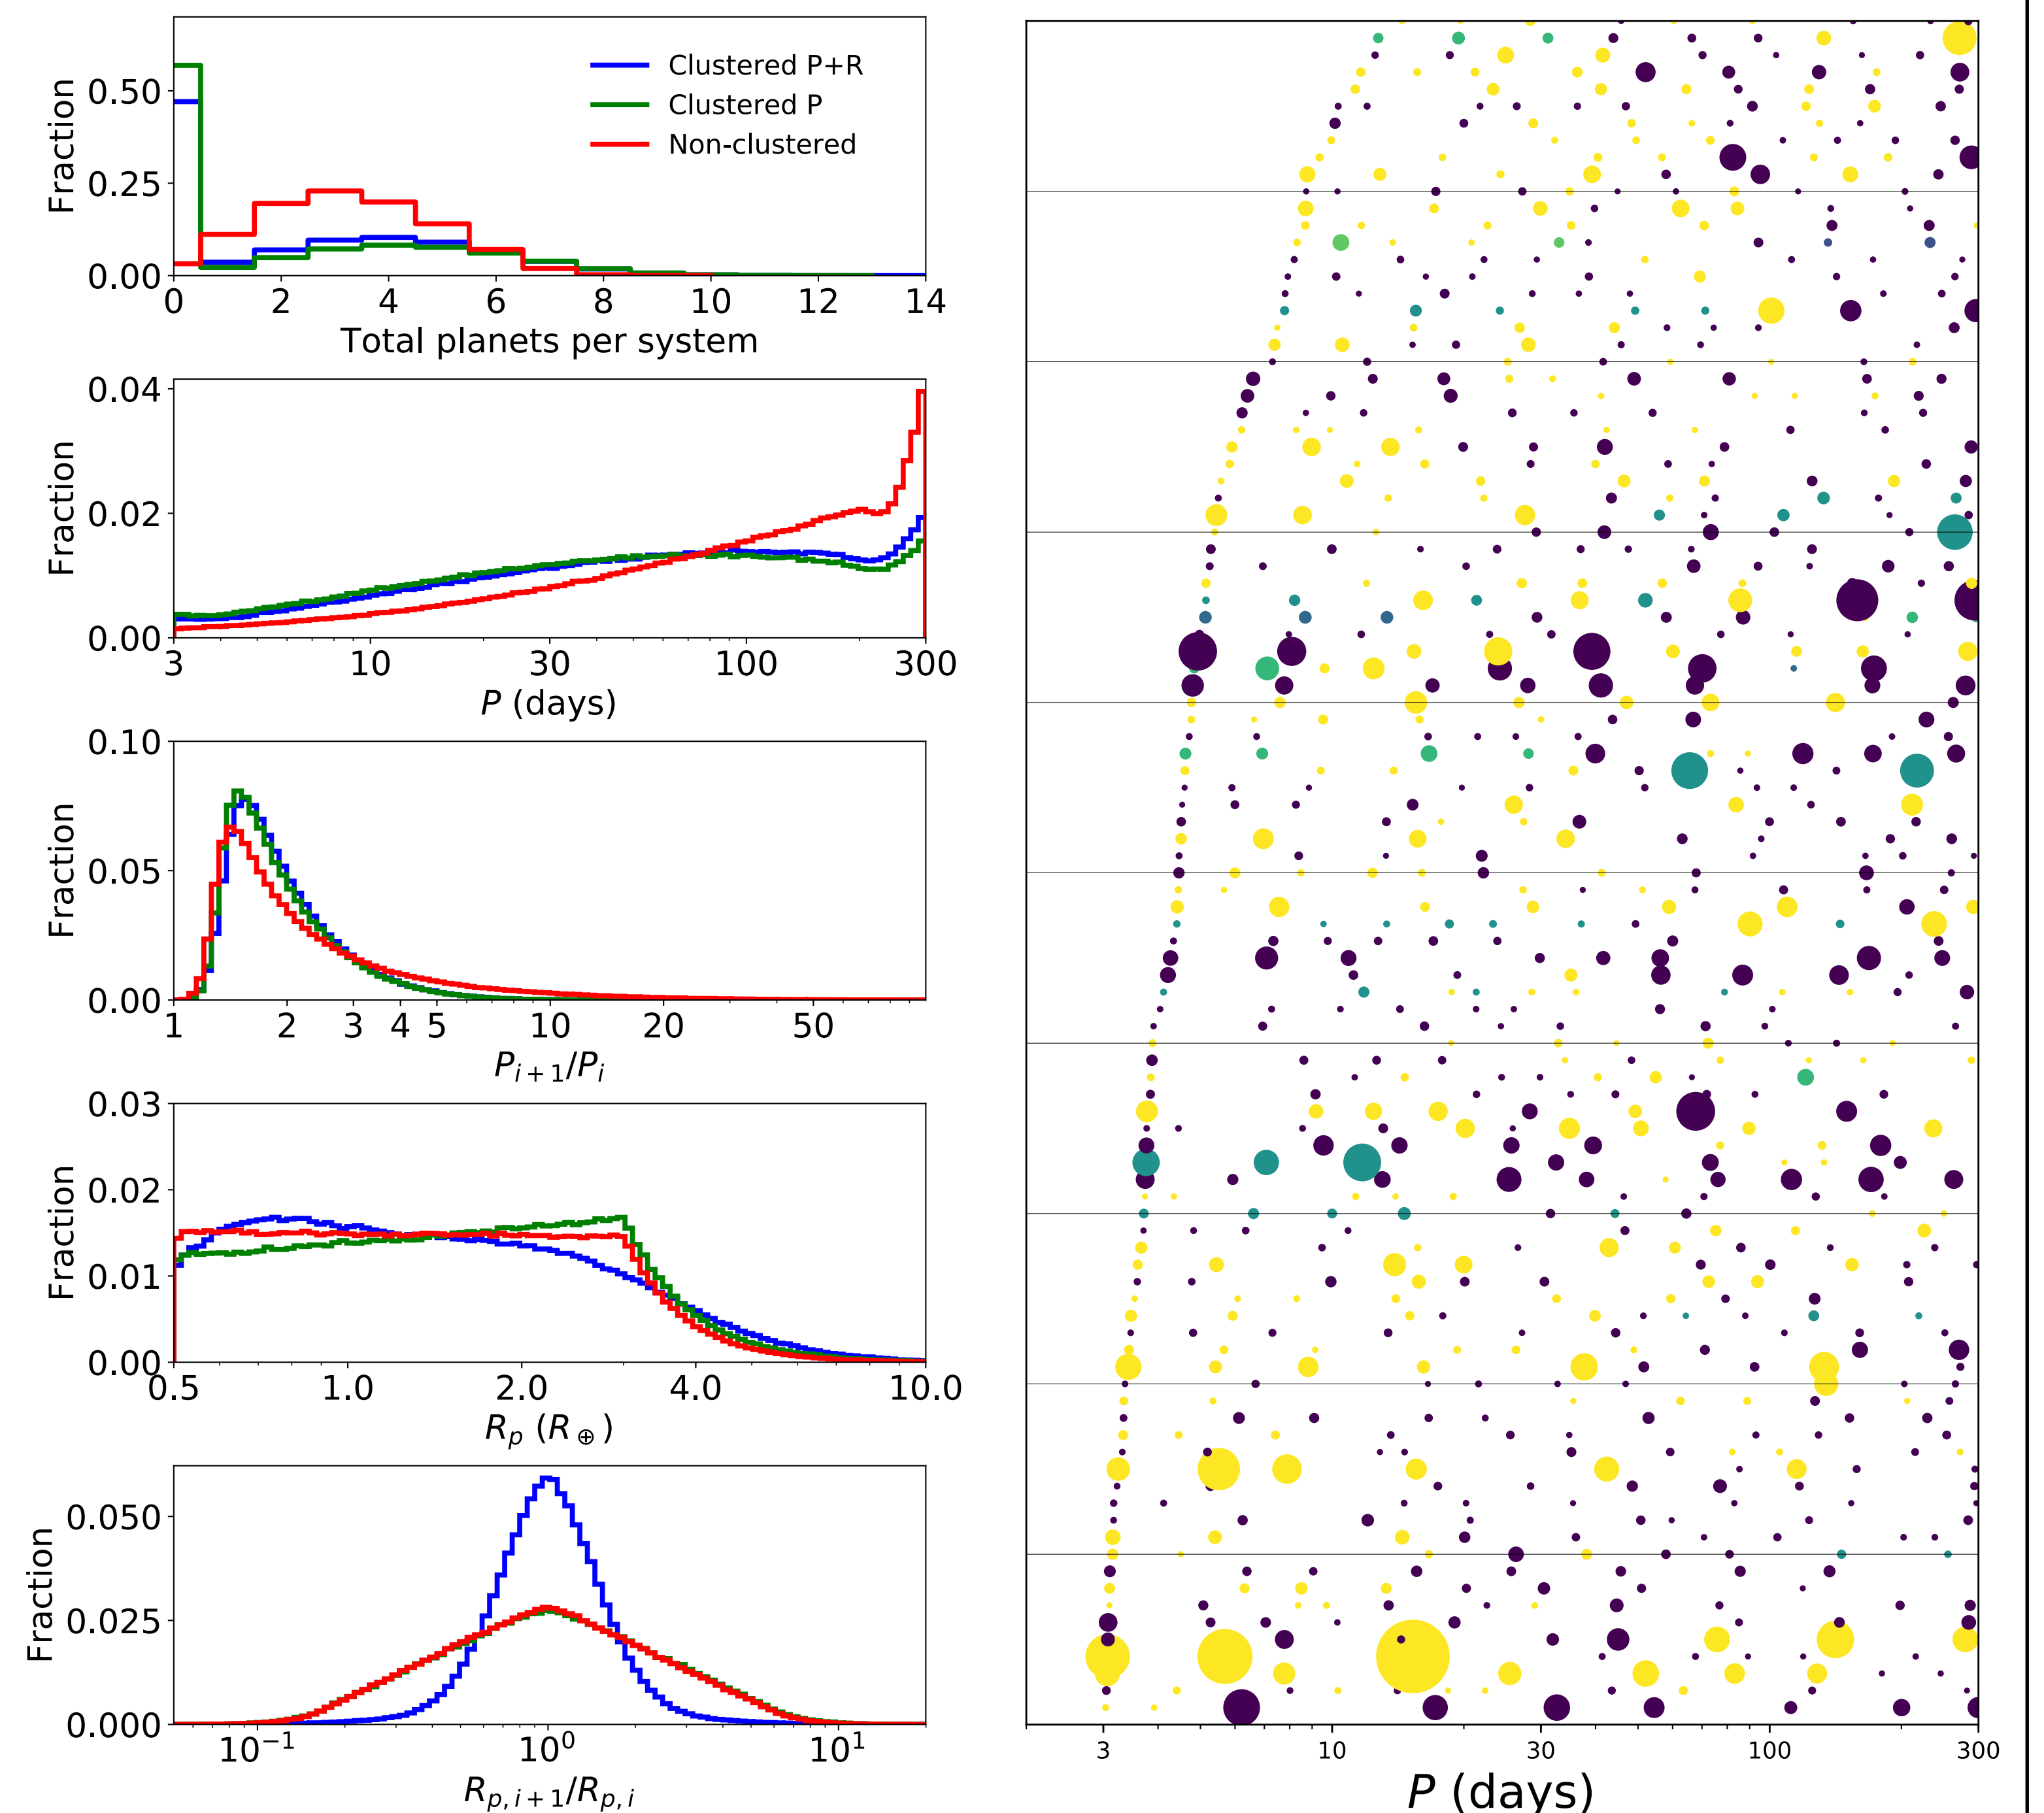 Fraction
0.50
0.25
0.00
Clustered P+R
Clustered P
Non-clustered
0 2 4 6 8 10 12 14
Total planets per system
Fraction
0.04
0.02
0.00
3 10 30 100 300
P (days)
Fraction
0.10
0.05
0.00
1 2 3 4 5 10 20 50
P_{i+1}/P_i
Fraction
0.03
0.02
0.01
0.00
0.5 1.0 2.0 4.0 10.0
R_p (R_⊕)
Fraction
0.050
0.025
0.000
10^{-1} 10^0 10^1
R_{p,i+1}/R_{p,i}
3 10 30 100 300
P (days)